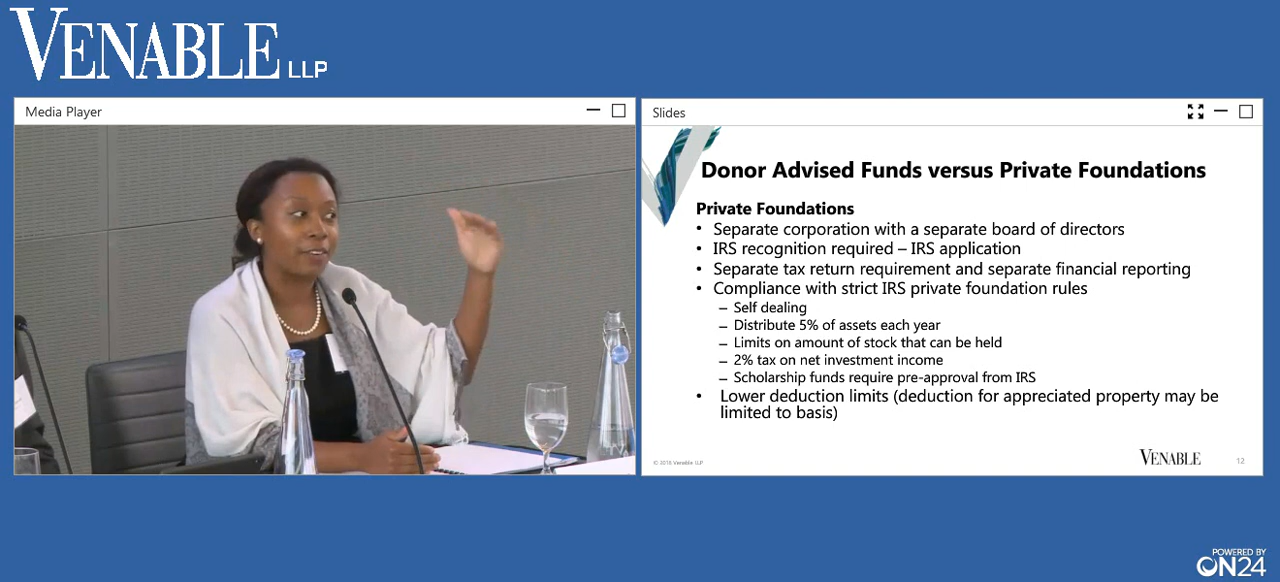 VENABLE LLP
Media Player
Slides
Donor Advised Funds versus Private Foundations
Private Foundations
• Separate corporation with a separate board of directors
• IRS recognition required – IRS application
• Separate tax return requirement and separate financial reporting
• Compliance with strict IRS private foundation rules
– Self dealing
– Distribute 5% of assets each year
– Limits on amount of stock that can be held
– 2% tax on net investment income
– Scholarship funds require pre-approval from IRS
• Lower deduction limits (deduction for appreciated property may be
limited to basis)
© 2016 Venable LLP
VENABLE
12
POWERED BY
ON24